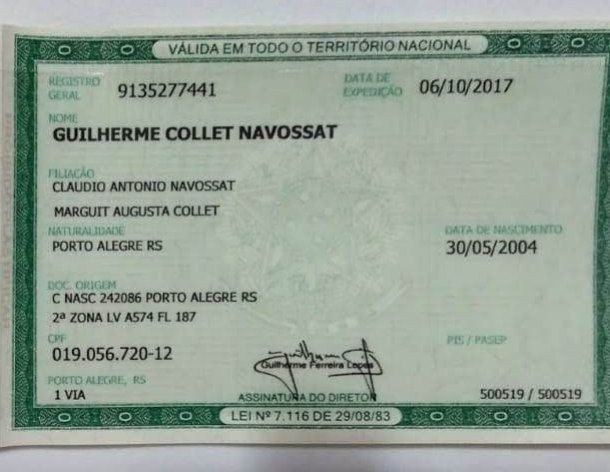 VÁLIDA EM TODO O TERRITÓRIO NACIONAL
REGISTRO GERAL 9135277441 DATA DE EXPEDIÇÃO 06/10/2017
NOME
GUILHERME COLLET NAVOSSAT
FILIAÇÃO
CLAUDIO ANTONIO NAVOSSAT
MARGUIT AUGUSTA COLLET
NATURALIDADE DATA DE NASCIMENTO
PORTO ALEGRE RS 30/05/2004
DOC. ORIGEM
C NASC 242086 PORTO ALEGRE RS
2ª ZONA LV A574 FL 187
CPF PIS / PASEP
019.056.720-12
Guilherme Ferreira Lopes
PORTO ALEGRE, RS
1 VIA ASSINATURA DO DIRETOR 500519 / 500519
LEI Nº 7.116 DE 29/08/83